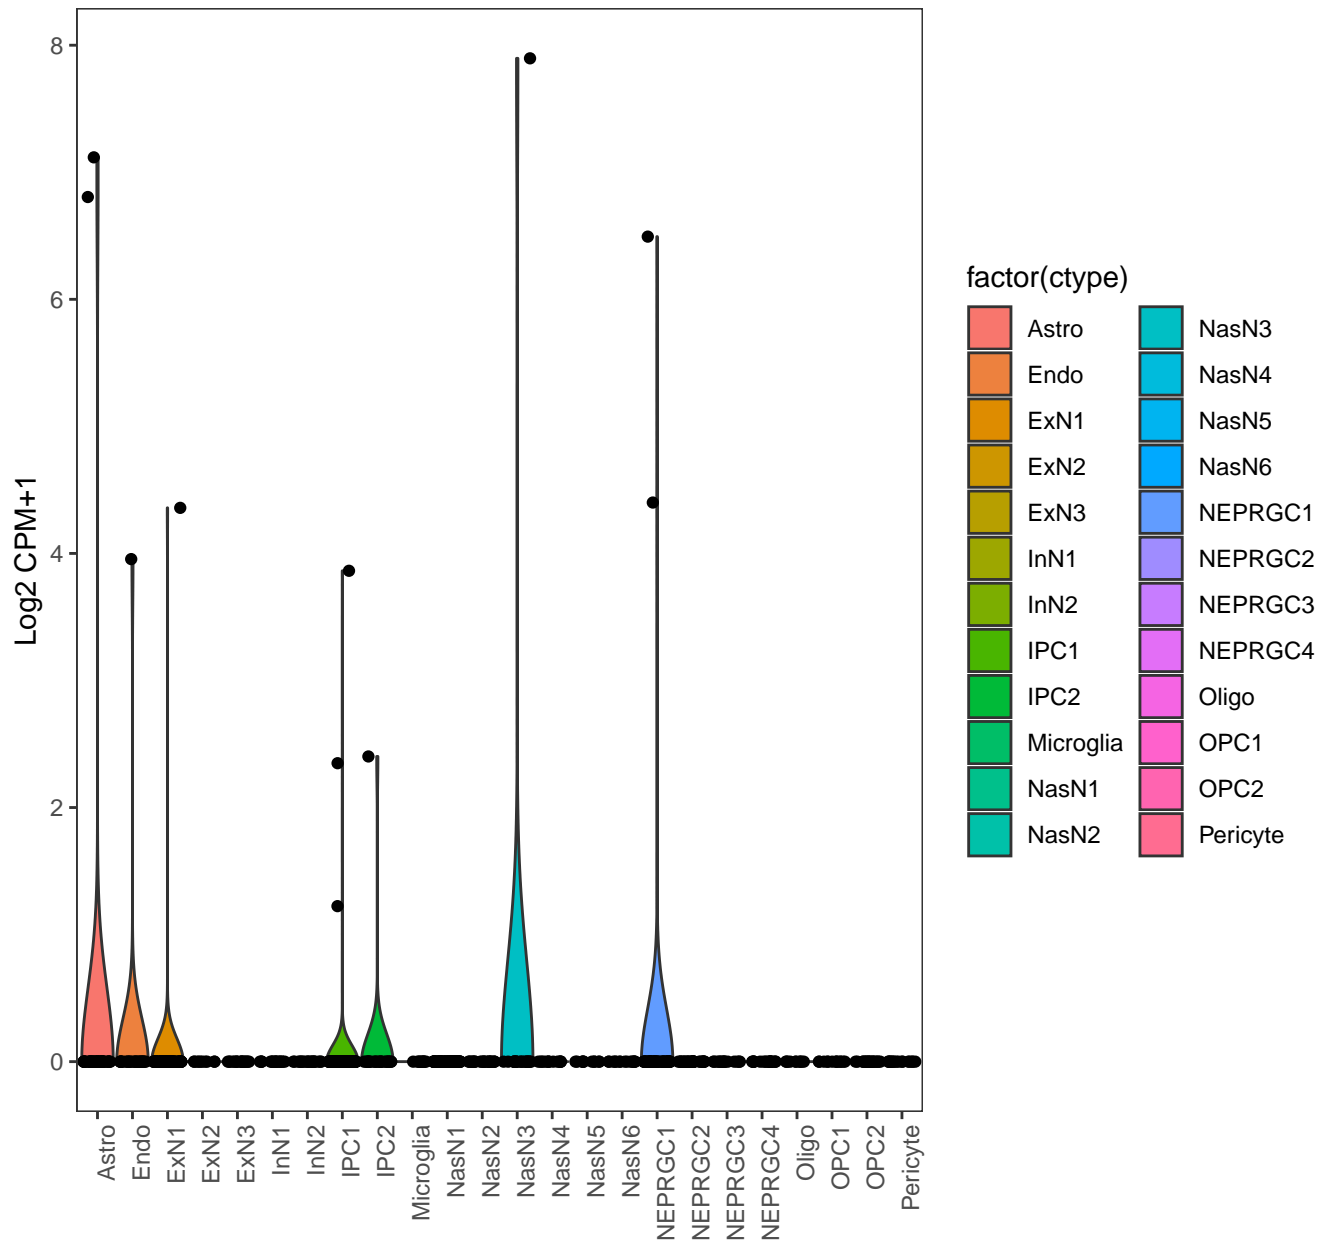 8
6
4
2
0
Log2 CPM+1
Astro
Endo
ExN1
ExN2
ExN3
InN1
InN2
IPC1
IPC2
Microglia
NasN1
NasN2
NasN3
NasN4
NasN5
NasN6
NEPRGC1
NEPRGC2
NEPRGC3
NEPRGC4
Oligo
OPC1
OPC2
Pericyte
factor(ctype)
Astro
Endo
ExN1
ExN2
ExN3
InN1
InN2
IPC1
IPC2
Microglia
NasN1
NasN2
NasN3
NasN4
NasN5
NasN6
NEPRGC1
NEPRGC2
NEPRGC3
NEPRGC4
Oligo
OPC1
OPC2
Pericyte